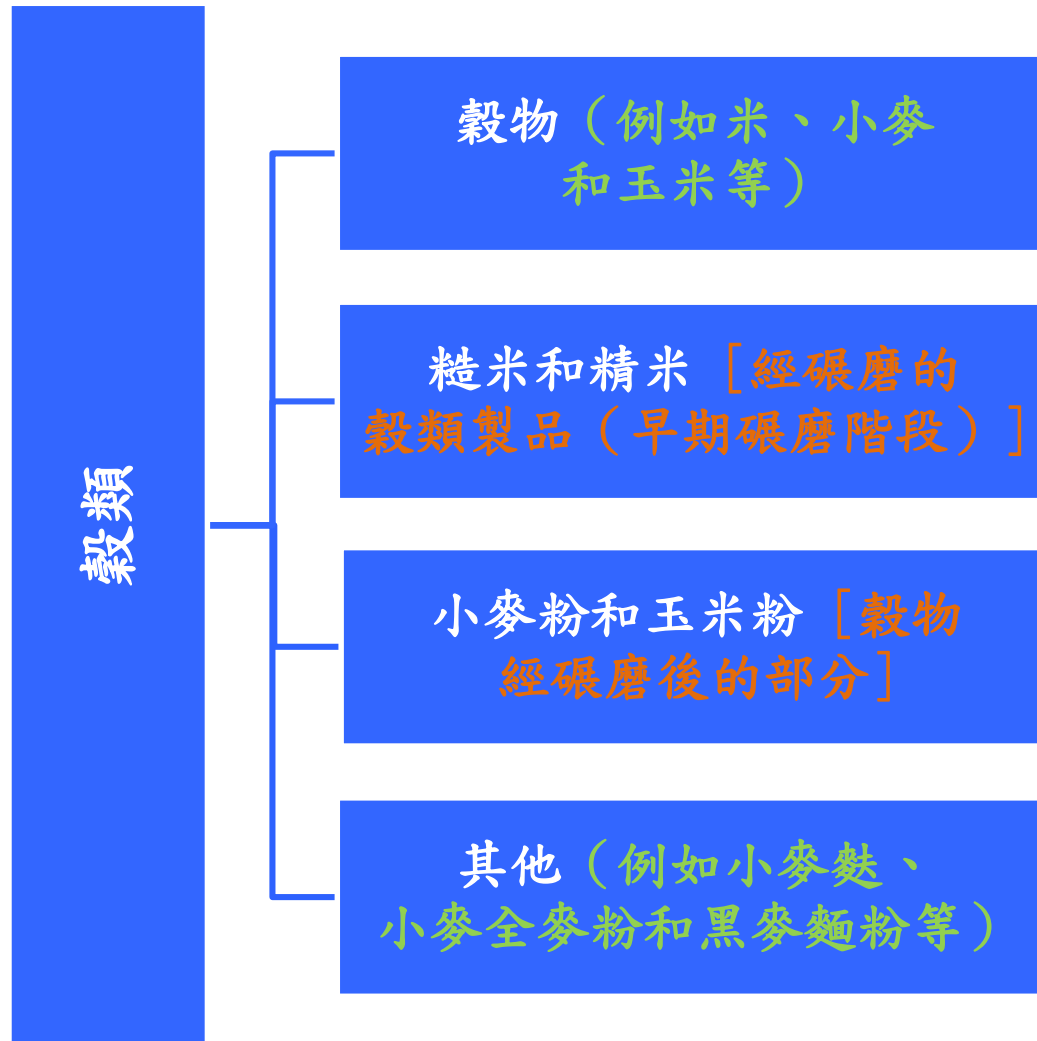 穀類
穀物（例如米、小麥
和玉米等）
糙米和精米［經碾磨的
穀類製品（早期碾磨階段）］
小麥粉和玉米粉［穀物
經碾磨後的部分］
其他（例如小麥麩、
小麥全麥粉和黑麥麵粉等）